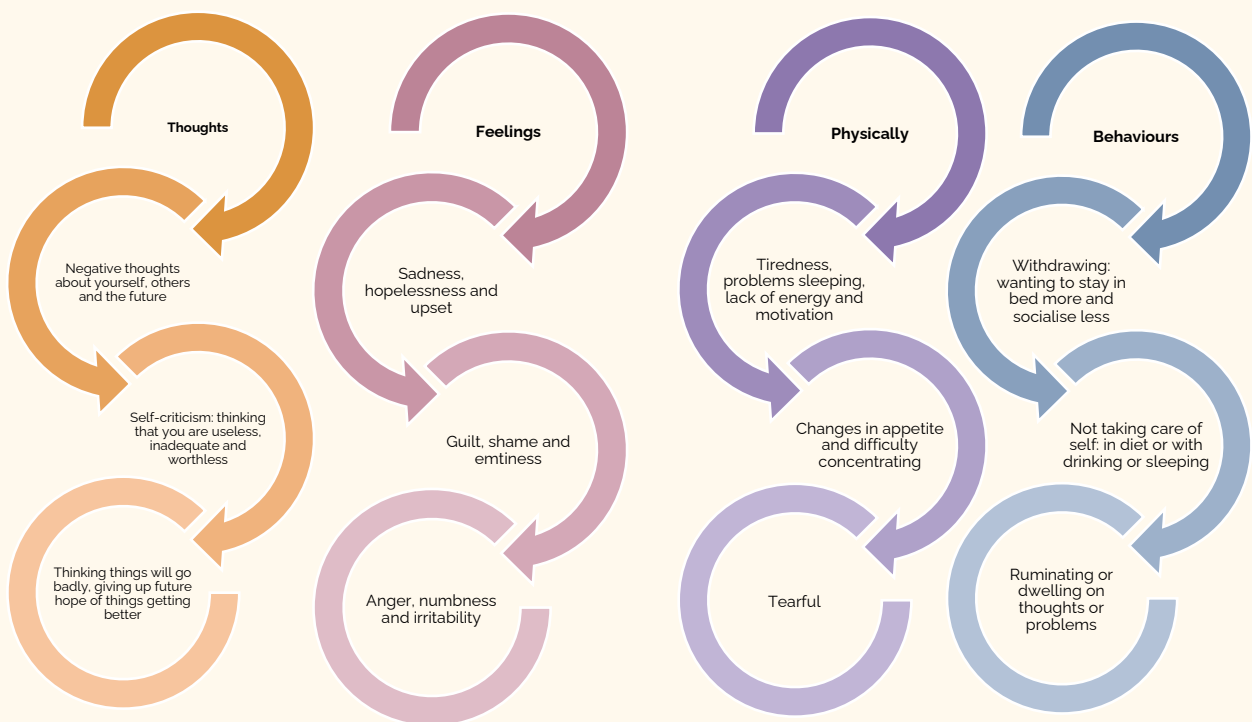 Thoughts
Negative thoughts
about yourself, others
and the future
Self-criticism: thinking
that you are useless,
inadequate and
worthless
Thinking things will go
badly, giving up future
hope of things getting
better
Feelings
Sadness,
hopelessness and
upset
Guilt, shame and
emtiness
Anger, numbness
and irritability
Physically
Tiredness,
problems sleeping,
lack of energy and
motivation
Changes in appetite
and difficulty
concentrating
Tearful
Behaviours
Withdrawing:
wanting to stay in
bed more and
socialise less
Not taking care of
self: in diet or with
drinking or sleeping
Ruminating or
dwelling on
thoughts or
problems